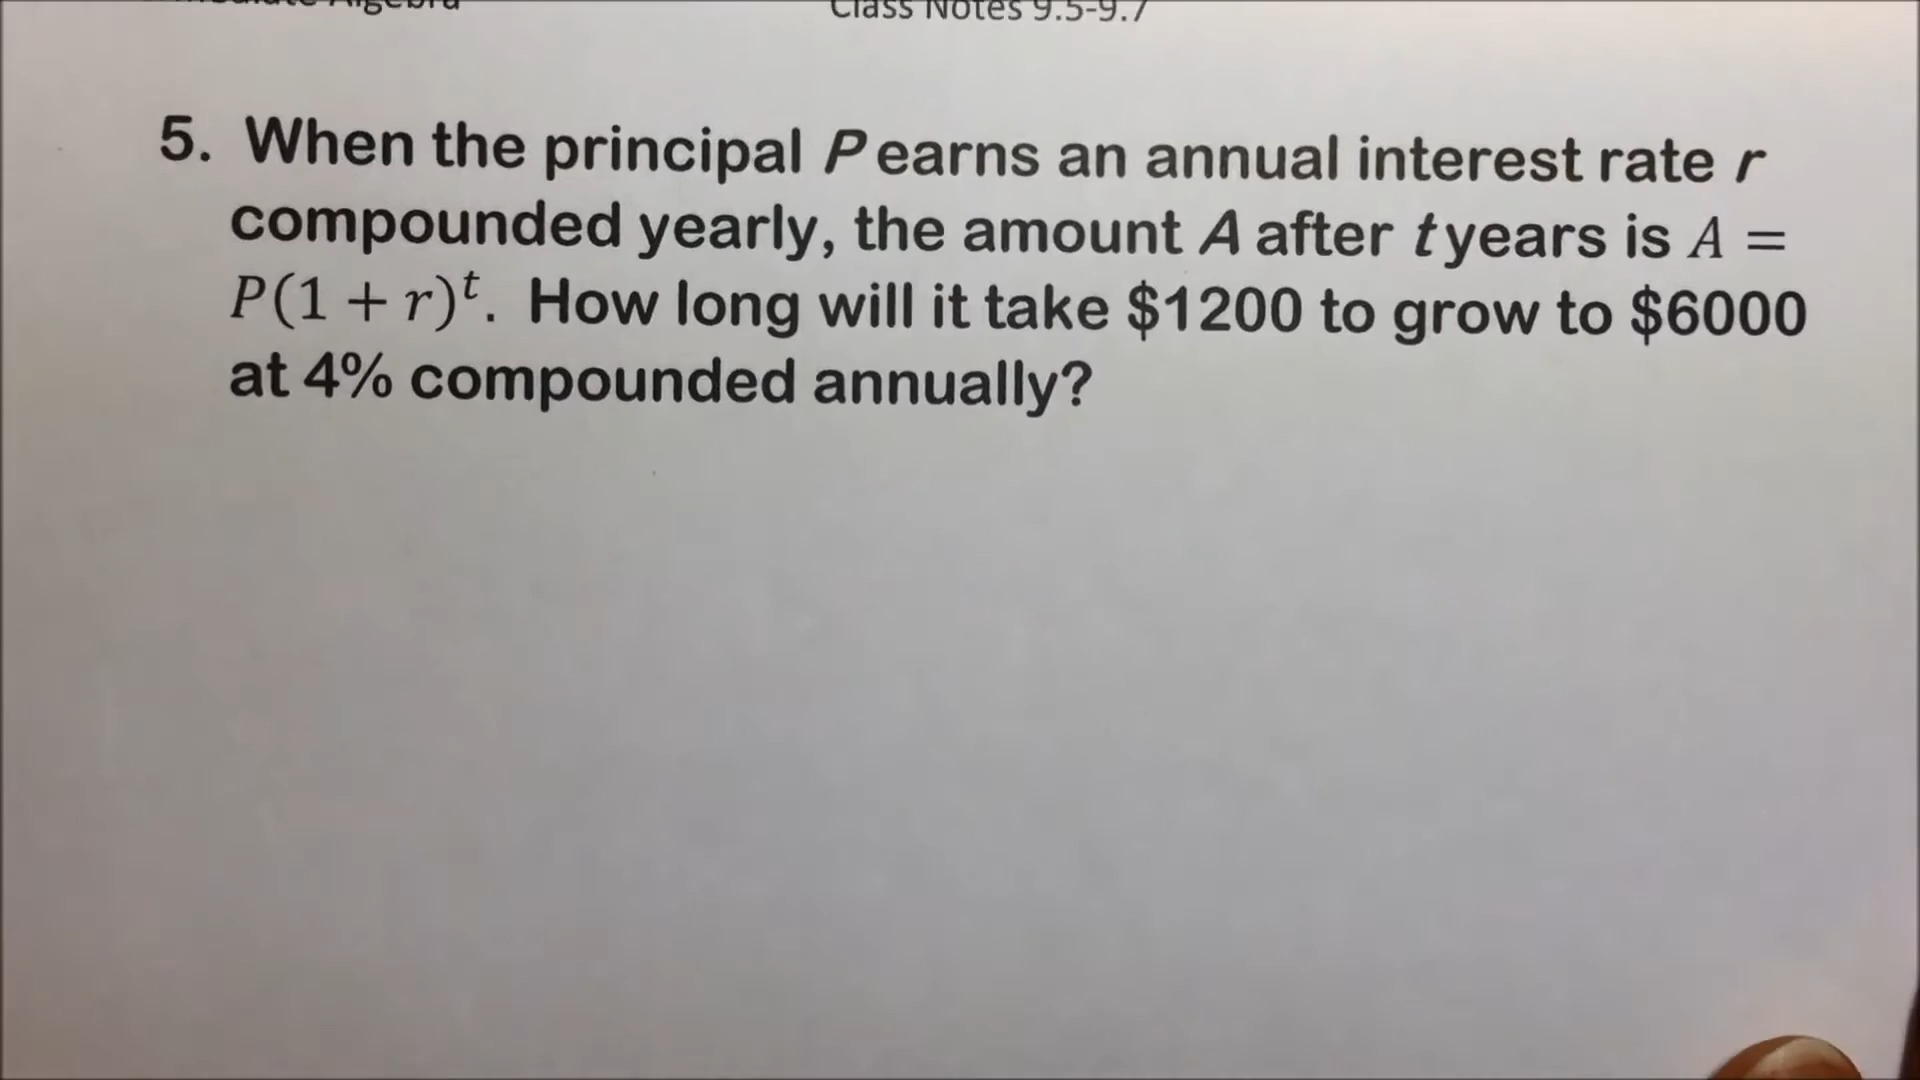 Algebra
Class Notes 9.5-9.7
5. When the principal P earns an annual interest rate r
compounded yearly, the amount A after t years is A =
P(1 + r)^t. How long will it take $1200 to grow to $6000
at 4% compounded annually?